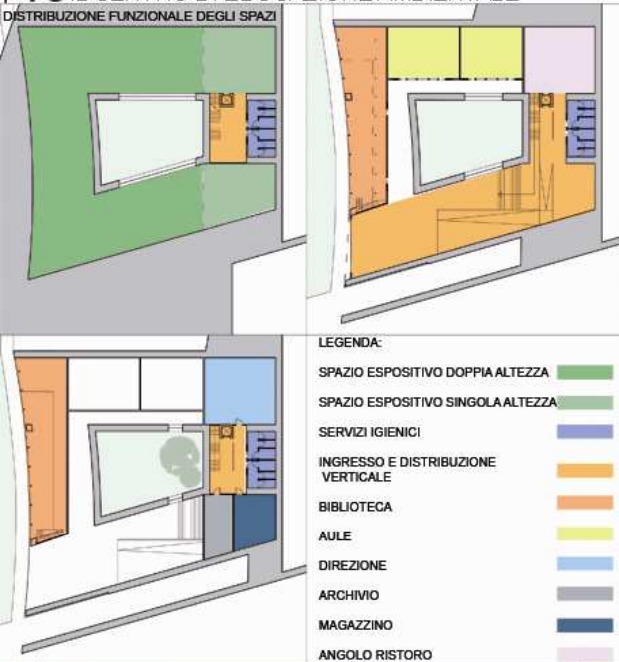 DISTRIBUZIONE FUNZIONALE DEGLI SPAZI
LEGENDA:
SPAZIO ESPOSITIVO DOPPIA ALTEZZA
SPAZIO ESPOSITIVO SINGOLA ALTEZZA
SERVIZI IGIENICI
INGRESSO E DISTRIBUZIONE
VERTICALE
BIBLIOTECA
AULE
DIREZIONE
ARCHIVIO
MAGAZZINO
ANGOLO RISTORO